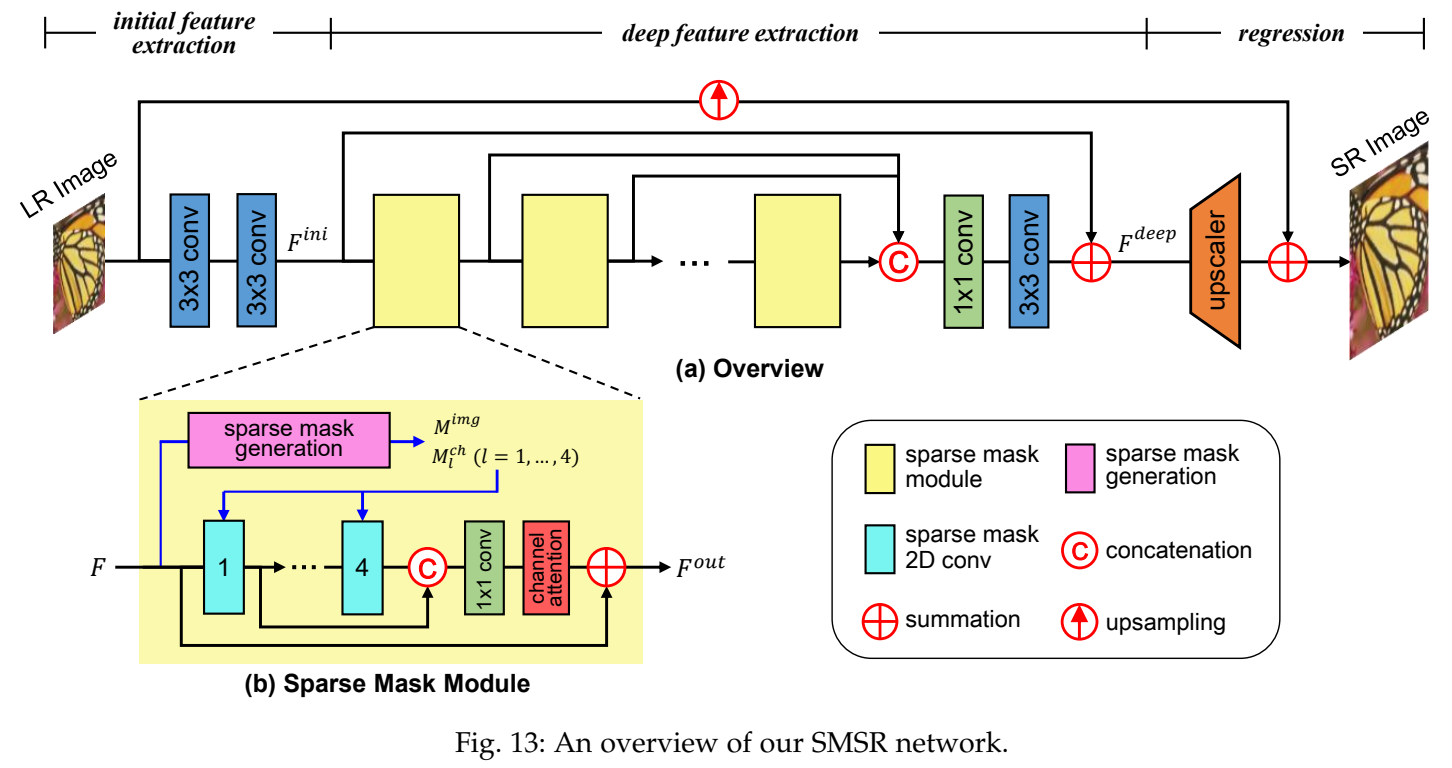 initial feature
extraction
deep feature extraction
regression
LR Image
3x3 conv
3x3 conv
F^{ini}
...
C
1x1 conv
3x3 conv
F^{deep}
upscaler
SR Image
(a) Overview
sparse mask
generation
M^{img}
M_l^{ch} (l = 1, ..., 4)
F
1
...
4
C
1x1 conv
channel
attention
F^{out}
(b) Sparse Mask Module
sparse mask
module
sparse mask
generation
sparse mask
2D conv
C
concatenation
summation
upsampling
Fig. 13: An overview of our SMSR network.